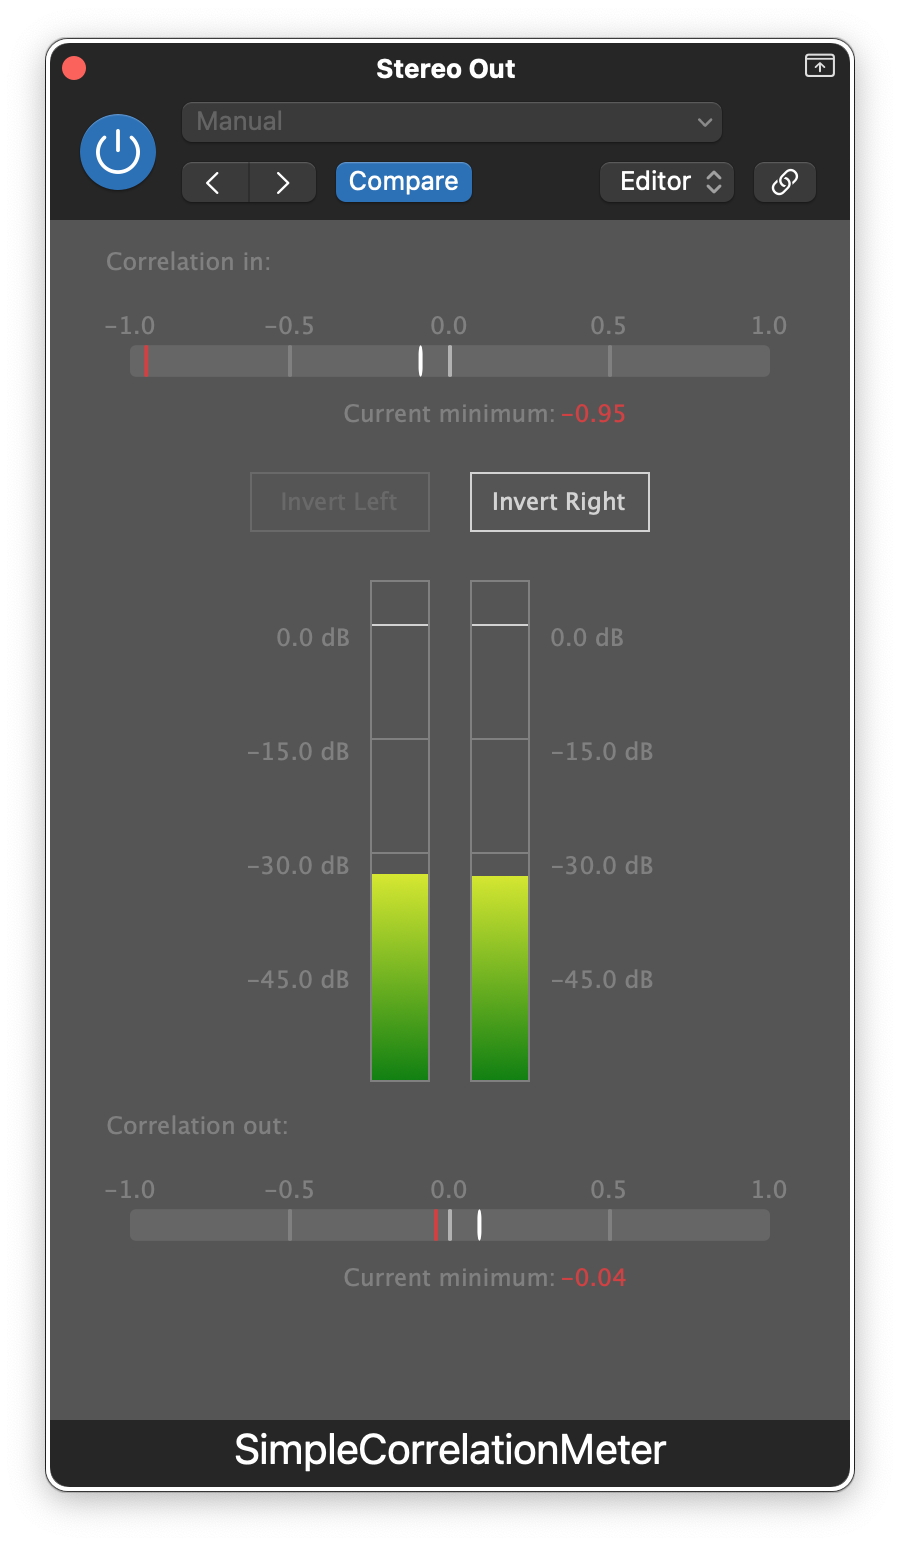 Stereo Out
Manual
Compare
Editor
Correlation in:
−1.0 −0.5 0.0 0.5 1.0
Current minimum: −0.95
Invert Left Invert Right
0.0 dB 0.0 dB
−15.0 dB −15.0 dB
−30.0 dB −30.0 dB
−45.0 dB −45.0 dB
Correlation out:
−1.0 −0.5 0.0 0.5 1.0
Current minimum: −0.04
SimpleCorrelationMeter